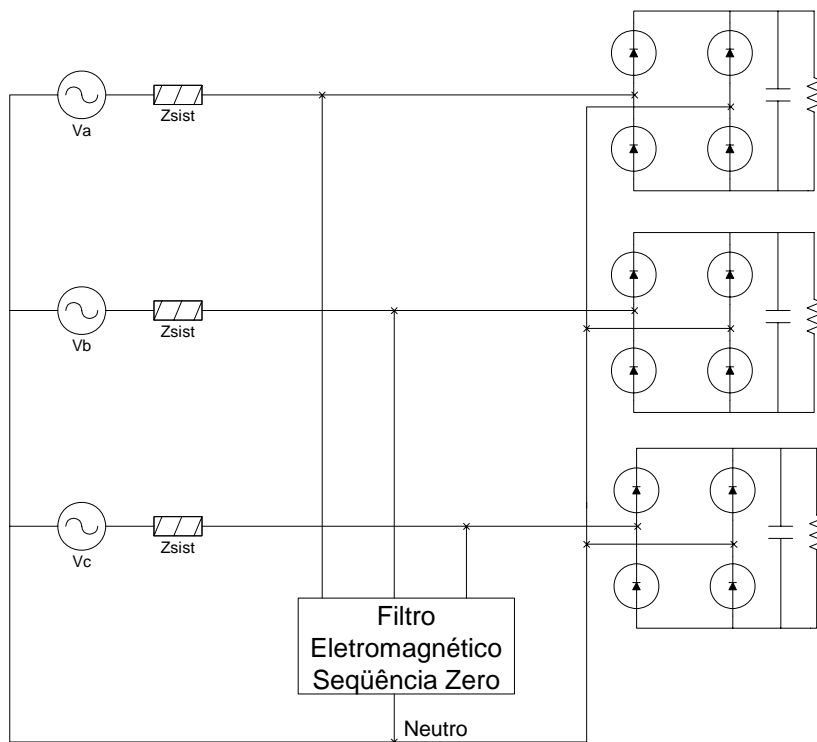 Va
Zsist
Vb
Zsist
Vc
Zsist
Filtro
Eletromagnético
Seqüência Zero
Neutro